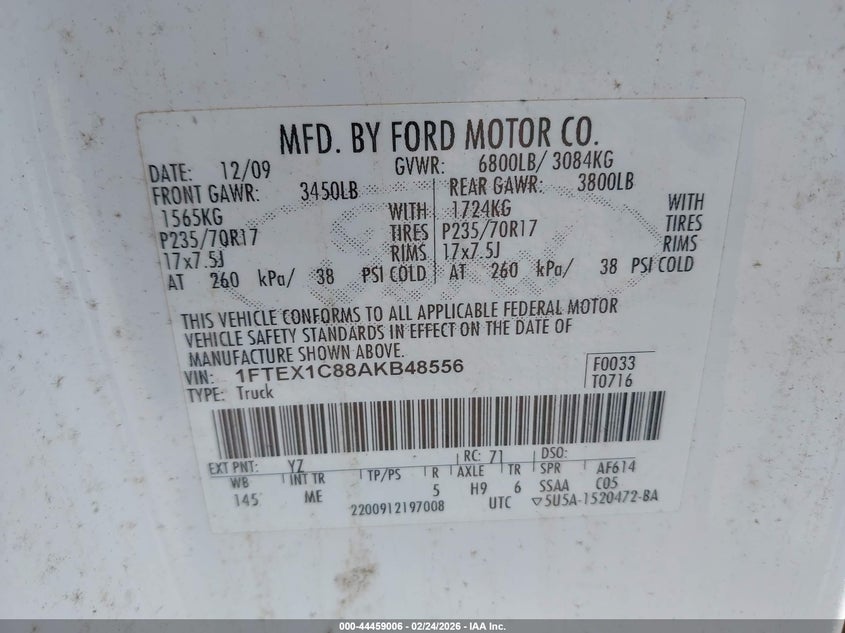 MFD. BY FORD MOTOR CO.
DATE: 12/09 GVWR: 6800LB/ 3084KG
FRONT GAWR: 3450LB REAR GAWR: 3800LB
1565KG WITH 1724KG WITH
P235/70R17 TIRES P235/70R17 TIRES
17x7.5J RIMS 17x7.5J RIMS
AT 260 kPa/ 38 PSI COLD AT 260 kPa/ 38 PSI COLD
THIS VEHICLE CONFORMS TO ALL APPLICABLE FEDERAL MOTOR
VEHICLE SAFETY STANDARDS IN EFFECT ON THE DATE OF
MANUFACTURE SHOWN ABOVE.
VIN: 1FTEX1C88AKB48556 F0033
TYPE: Truck T0716
EXT PNT: YZ RC: 71 DSO:
WB INT TR TP/PS R AXLE TR SPR AF614
145 ME 5 H9 6 SSAA C05
2200912197008 UTC ▽5U5A-1520472-BA
000-44459006 - 02/24/2026 - IAA Inc.